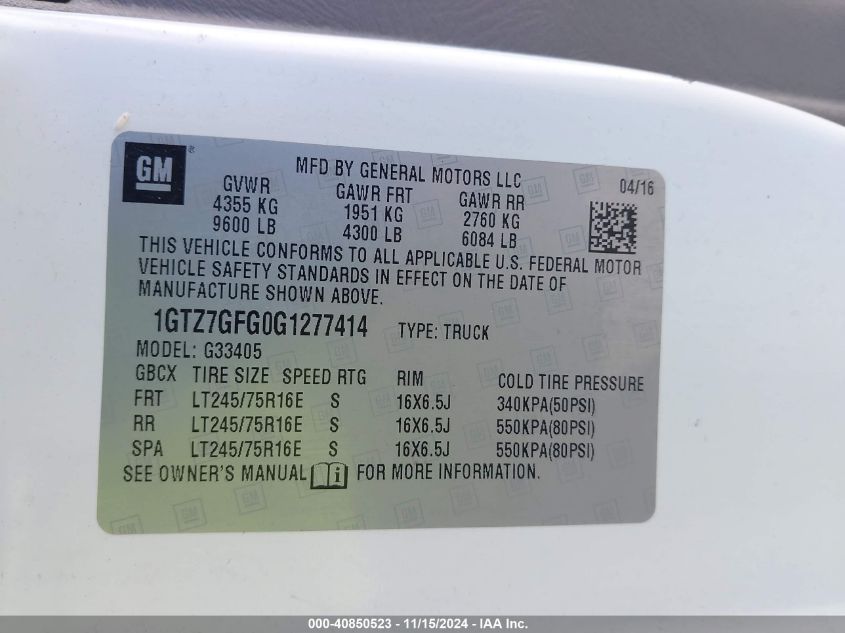 GM
MFD BY GENERAL MOTORS LLC
04/16
GVWR GAWR FRT GAWR RR
4355 KG 1951 KG 2760 KG
9600 LB 4300 LB 6084 LB
THIS VEHICLE CONFORMS TO ALL APPLICABLE U.S. FEDERAL MOTOR
VEHICLE SAFETY STANDARDS IN EFFECT ON THE DATE OF
MANUFACTURE SHOWN ABOVE.
1GTZ7GFG0G1277414 TYPE: TRUCK
MODEL: G33405
GBCX TIRE SIZE SPEED RTG RIM COLD TIRE PRESSURE
FRT LT245/75R16E S 16X6.5J 340KPA(50PSI)
RR LT245/75R16E S 16X6.5J 550KPA(80PSI)
SPA LT245/75R16E S 16X6.5J 550KPA(80PSI)
SEE OWNER'S MANUAL i FOR MORE INFORMATION.
000-40850523 - 11/15/2024 - IAA Inc.